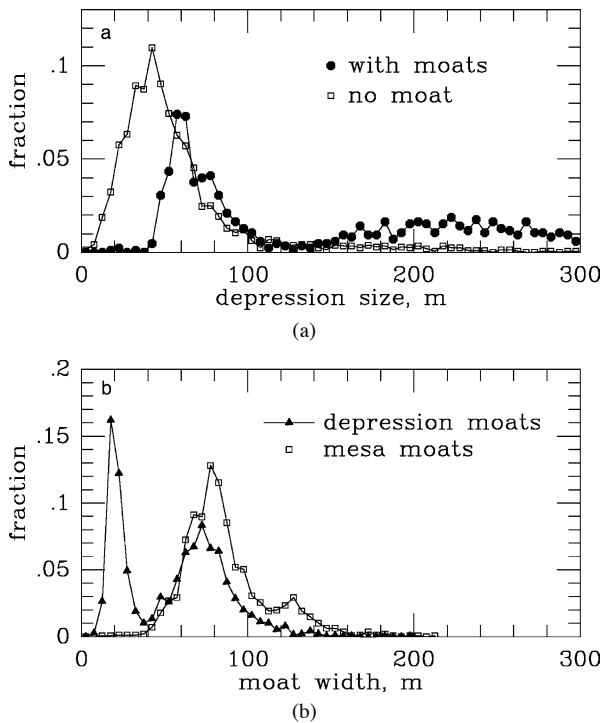 a
.1
with moats
no moat
fraction
.05
0
0 100 200 300
depression size, m
(a)
.2
b
depression moats
.15
mesa moats
fraction
.1
.05
0
0 100 200 300
moat width, m
(b)